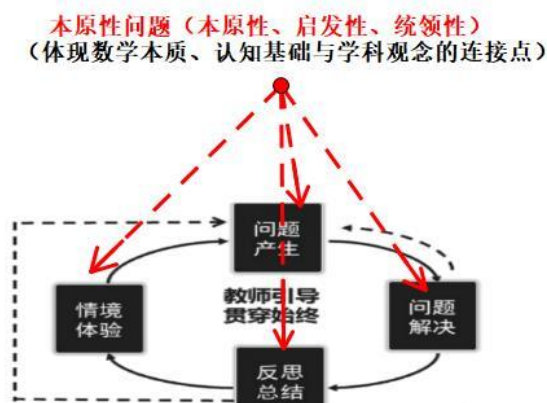 本原性问题（本原性、启发性、统领性）
（体现数学本质、认知基础与学科观念的连接点）
问题
产生
情境
体验
教师引导
贯穿始终
问题
解决
反思
总结